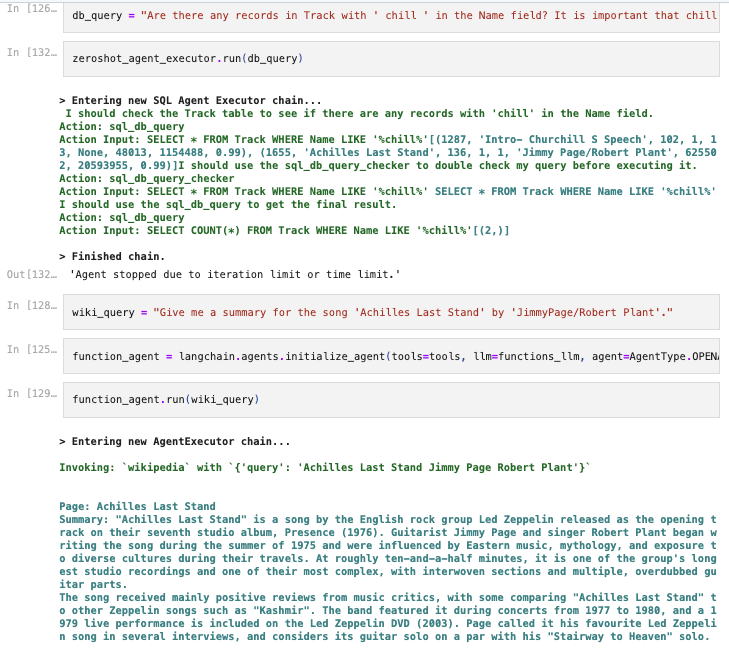 In [126…
db_query = "Are there any records in Track with ' chill ' in the Name field? It is important that chill
In [132…
zeroshot_agent_executor.run(db_query)
> Entering new SQL Agent Executor chain...
I should check the Track table to see if there are any records with 'chill' in the Name field.
Action: sql_db_query
Action Input: SELECT * FROM Track WHERE Name LIKE '%chill%'[(1287, 'Intro- Churchill S Speech', 102, 1, 1
3, None, 48013, 1154488, 0.99), (1655, 'Achilles Last Stand', 136, 1, 1, 'Jimmy Page/Robert Plant', 62550
2, 20593955, 0.99)]I should use the sql_db_query_checker to double check my query before executing it.
Action: sql_db_query_checker
Action Input: SELECT * FROM Track WHERE Name LIKE '%chill%' SELECT * FROM Track WHERE Name LIKE '%chill%'
I should use the sql_db_query to get the final result.
Action: sql_db_query
Action Input: SELECT COUNT(*) FROM Track WHERE Name LIKE '%chill%'[(2,)]
> Finished chain.
Out[132…
'Agent stopped due to iteration limit or time limit.'
In [128…
wiki_query = "Give me a summary for the song 'Achilles Last Stand' by 'JimmyPage/Robert Plant'."
In [125…
function_agent = langchain.agents.initialize_agent(tools=tools, llm=functions_llm, agent=AgentType.OPENA
In [129…
function_agent.run(wiki_query)
> Entering new AgentExecutor chain...
Invoking: `wikipedia` with `{'query': 'Achilles Last Stand Jimmy Page Robert Plant'}`
Page: Achilles Last Stand
Summary: "Achilles Last Stand" is a song by the English rock group Led Zeppelin released as the opening t
rack on their seventh studio album, Presence (1976). Guitarist Jimmy Page and singer Robert Plant began w
riting the song during the summer of 1975 and were influenced by Eastern music, mythology, and exposure t
o diverse cultures during their travels. At roughly ten-and-a-half minutes, it is one of the group's long
est studio recordings and one of their most complex, with interwoven sections and multiple, overdubbed gu
itar parts.
The song received mainly positive reviews from music critics, with some comparing "Achilles Last Stand" t
o other Zeppelin songs such as "Kashmir". The band featured it during concerts from 1977 to 1980, and a 1
979 live performance is included on the Led Zeppelin DVD (2003). Page called it his favourite Led Zeppeli
n song in several interviews, and considers its guitar solo on a par with his "Stairway to Heaven" solo.